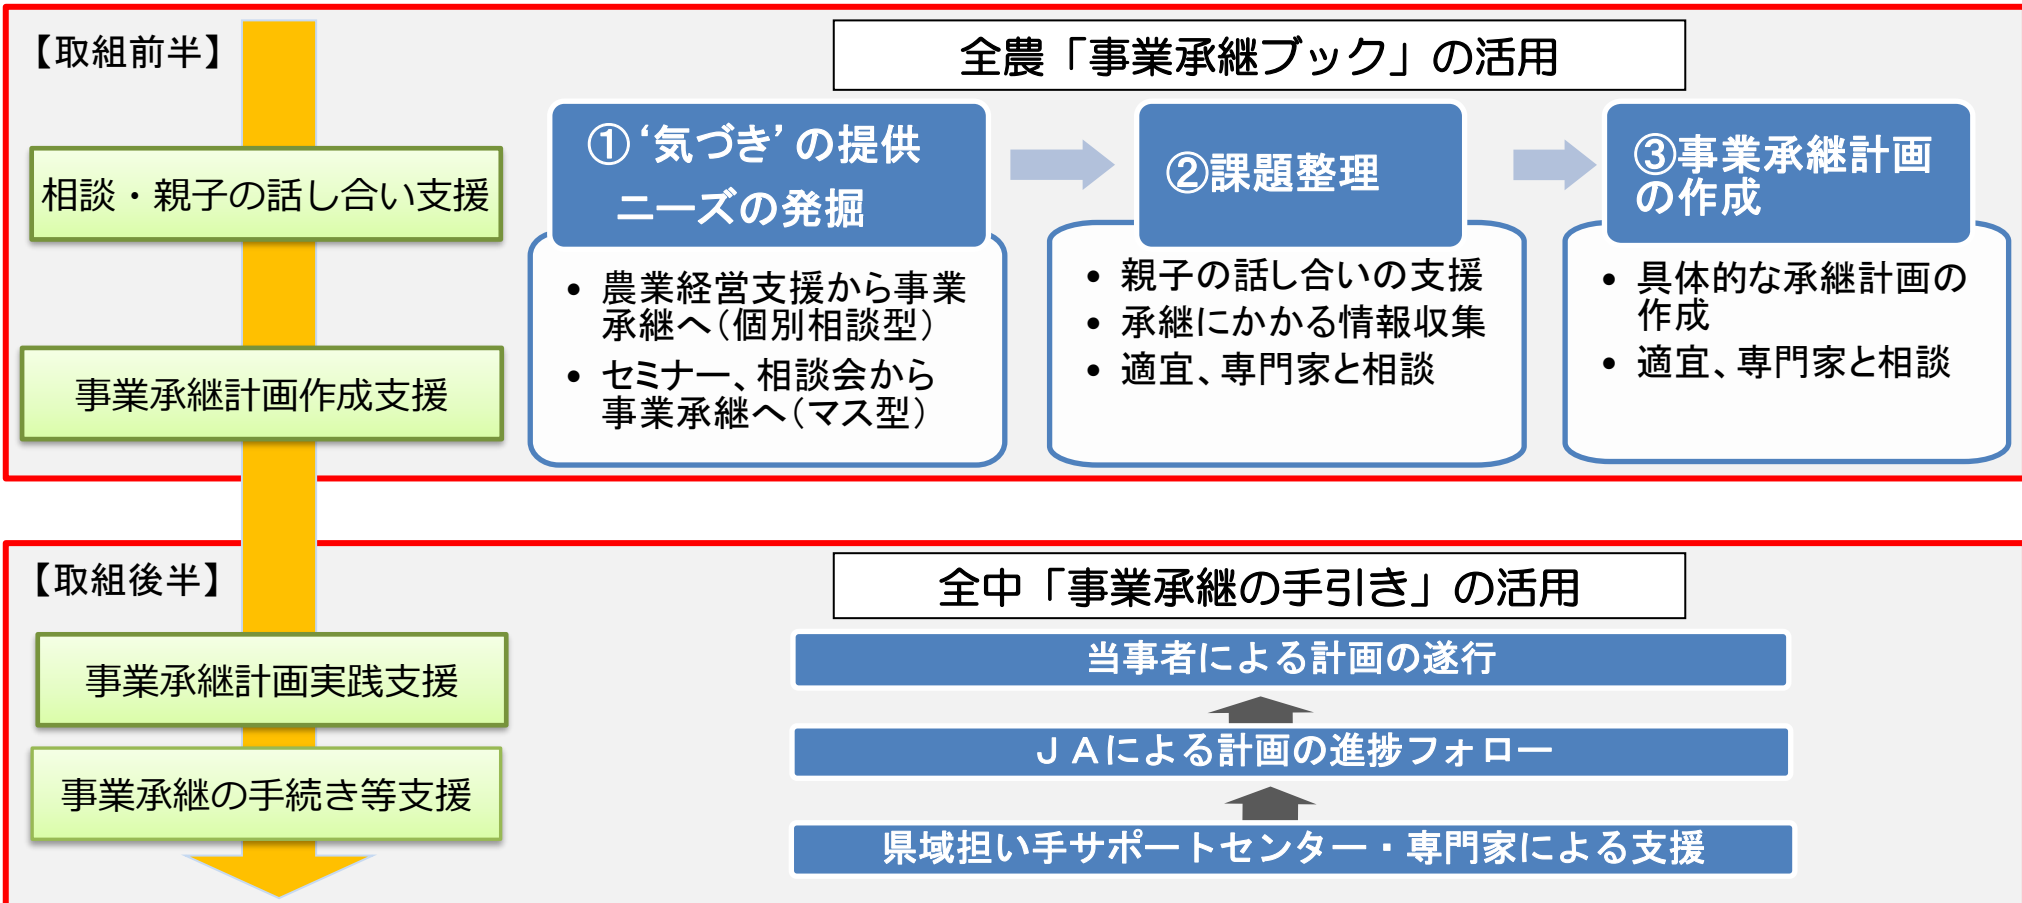 【取組前半】
全農「事業承継ブック」の活用
相談・親子の話し合い支援
事業承継計画作成支援
①‘気づき’の提供
ニーズの発掘
・農業経営支援から事業
承継へ（個別相談型）
・セミナー、相談会から
事業承継へ（マス型）
②課題整理
・親子の話し合いの支援
・承継にかかる情報収集
・適宜、専門家と相談
③事業承継計画
の作成
・具体的な承継計画の
作成
・適宜、専門家と相談
【取組後半】
全中「事業承継の手引き」の活用
事業承継計画実践支援
事業承継の手続き等支援
当事者による計画の遂行
ＪＡによる計画の進捗フォロー
県域担い手サポートセンター・専門家による支援